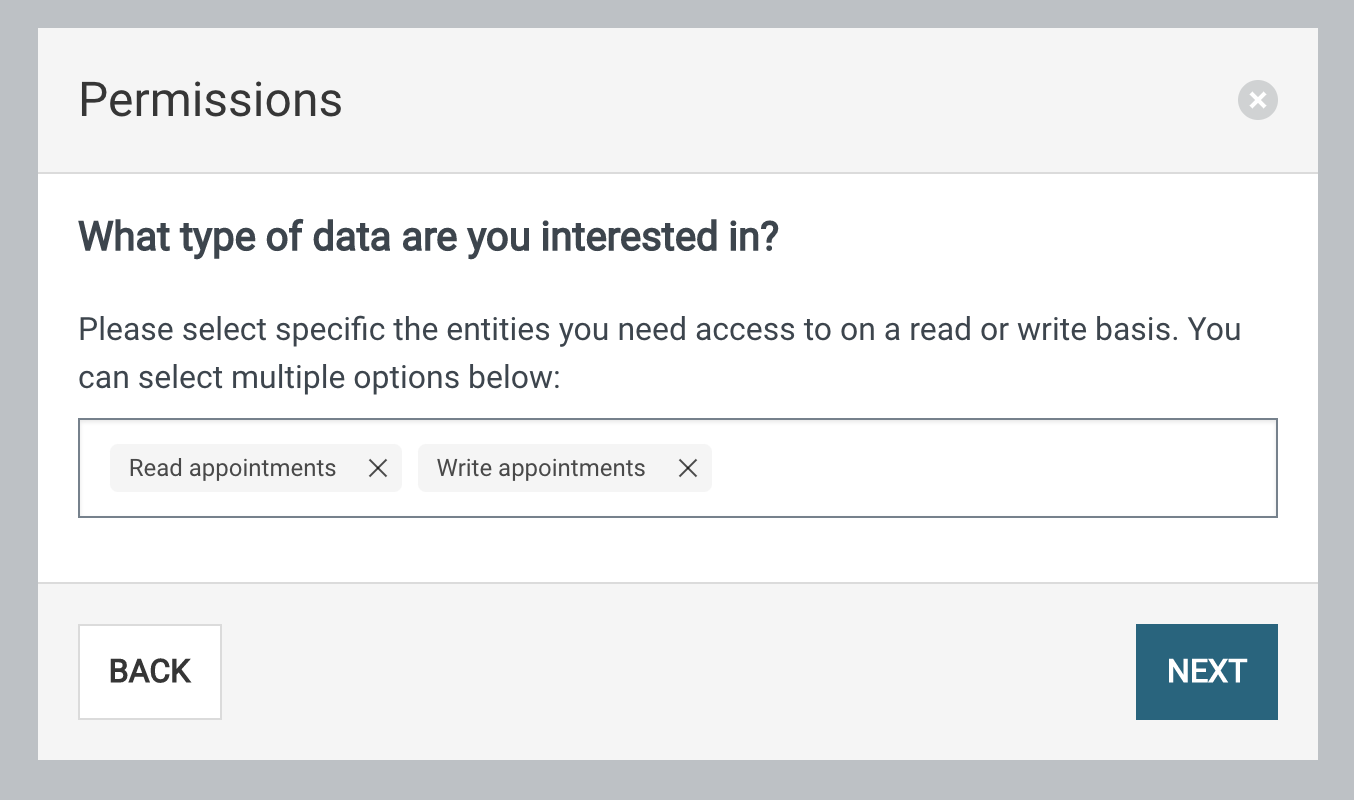 Permissions
What type of data are you interested in?
Please select specific the entities you need access to on a read or write basis. You
can select multiple options below:
Read appointments Write appointments
BACK NEXT